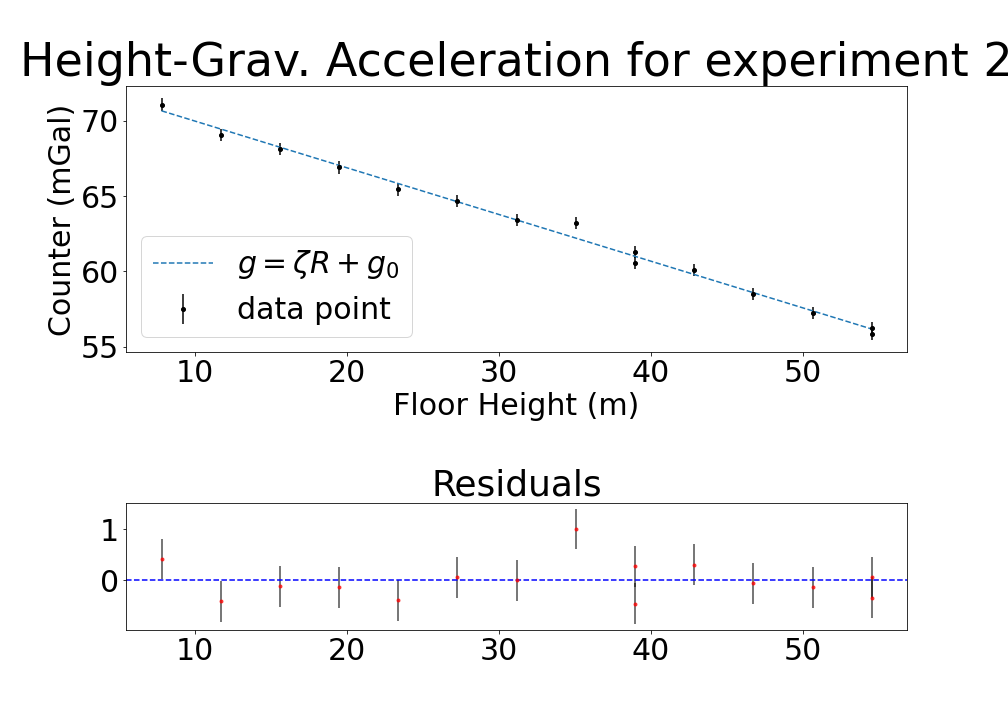 Height-Grav. Acceleration for experiment 2
Counter (mGal)
70
65
60
55
g = ζR + g₀
data point
10 20 30 40 50
Floor Height (m)
Residuals
1
0
10 20 30 40 50